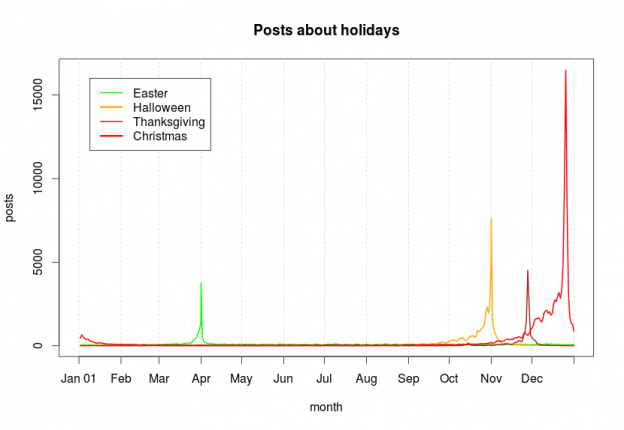 Posts about holidays
Easter
Halloween
Thanksgiving
Christmas
posts
15000
10000
5000
0
Jan 01 Feb Mar Apr May Jun Jul Aug Sep Oct Nov Dec
month